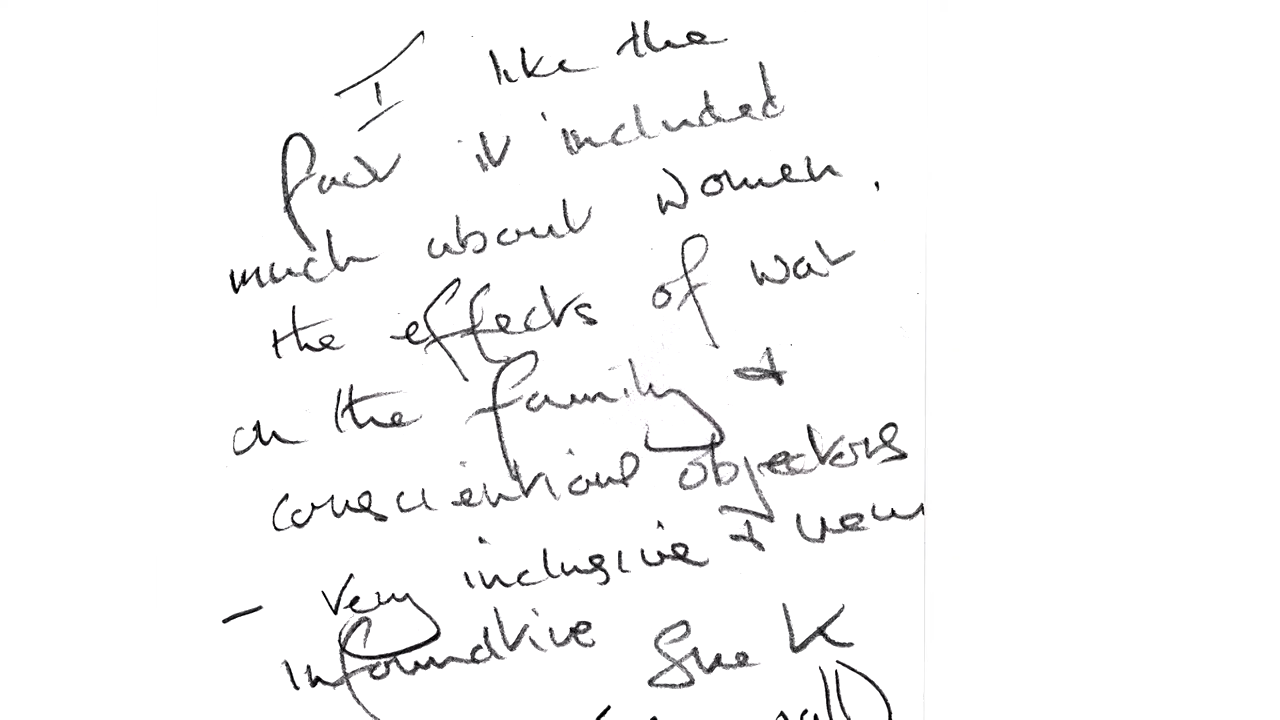 I like the
fact it included
much about women,
the effects of war
on the family +
conscientious objectors
- Very inclusive +
informative Sue K